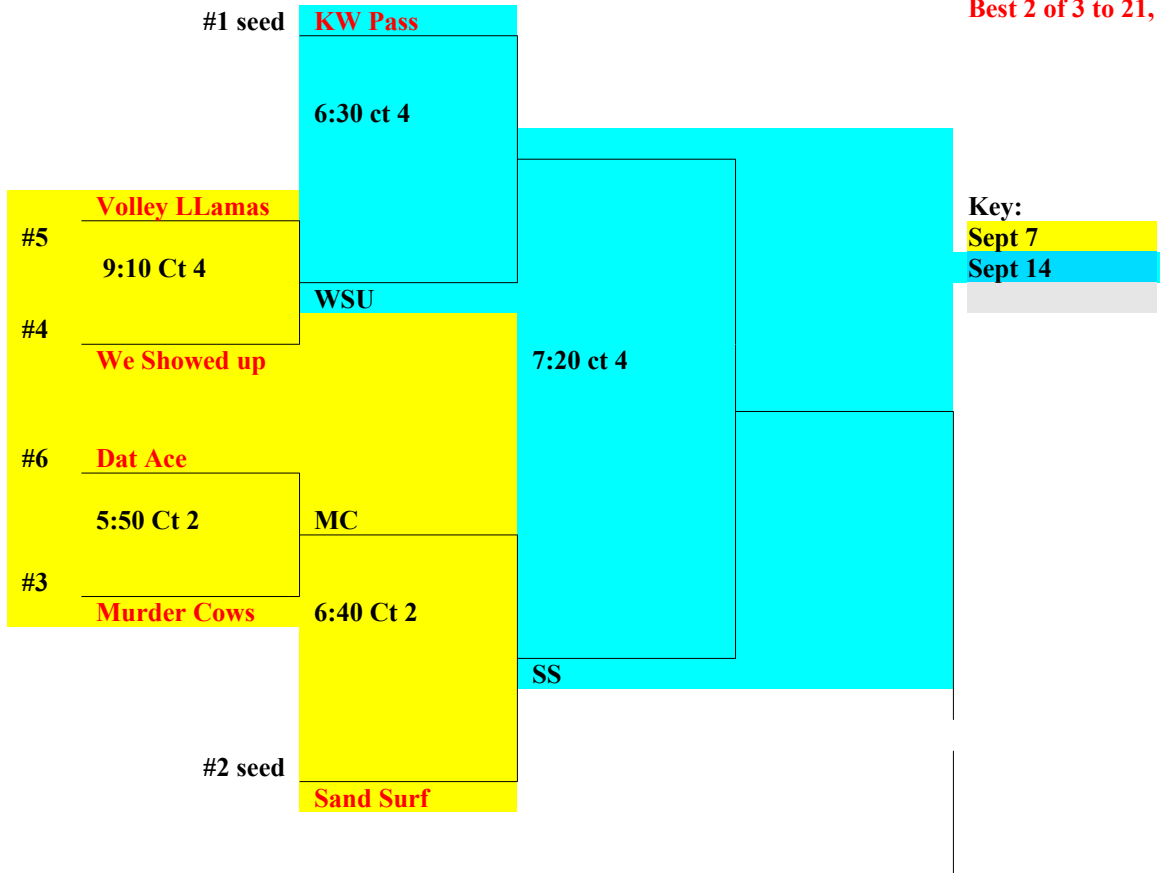 Best 2 of 3 to 21,
#1 seed KW Pass
6:30 ct 4
Volley LLamas
Key:
#5
Sept 7
9:10 Ct 4
Sept 14
WSU
#4
We Showed up
7:20 ct 4
#6 Dat Ace
5:50 Ct 2
MC
#3
Murder Cows
6:40 Ct 2
SS
#2 seed
Sand Surf